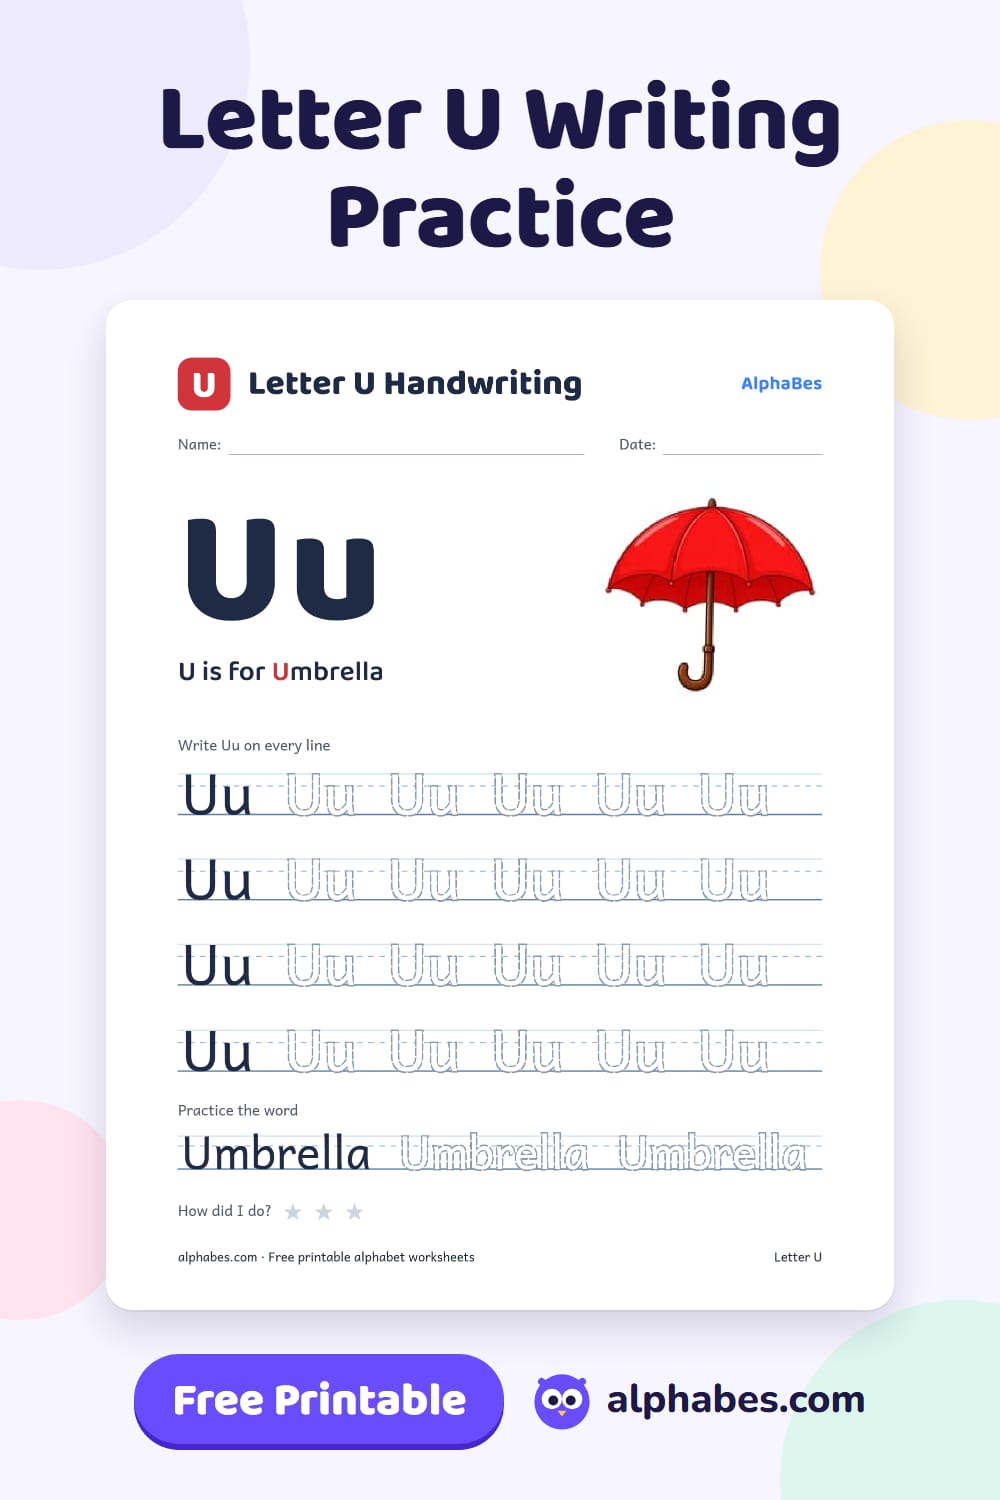 Letter U Writing
Practice
U Letter U Handwriting AlphaBes
Name: Date:
Uu
U is for Umbrella
Write Uu on every line
Uu Uu Uu Uu Uu Uu
Uu Uu Uu Uu Uu Uu
Uu Uu Uu Uu Uu Uu
Uu Uu Uu Uu Uu Uu
Practice the word
Umbrella Umbrella Umbrella
How did I do?
alphabes.com · Free printable alphabet worksheets Letter U
Free Printable alphabes.com